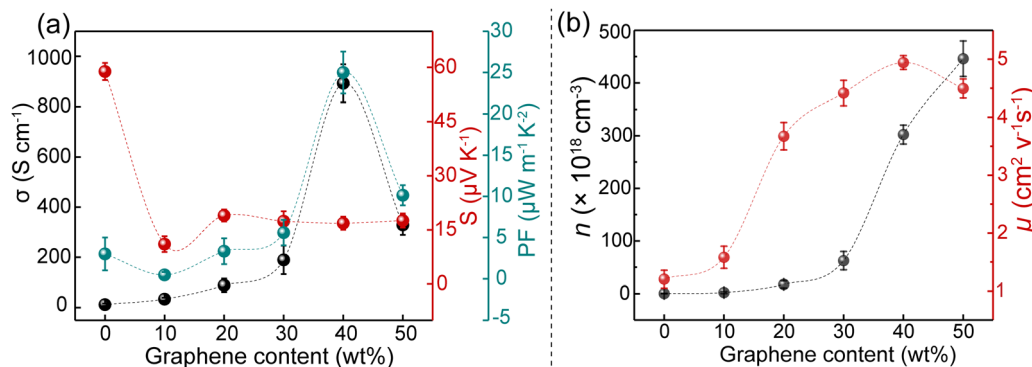 (a)
1000
800
600
400
200
0
σ (S cm⁻¹)
0 10 20 30 40 50
Graphene content (wt%)
60
45
30
15
0
S (μV K⁻¹)
30
25
20
15
10
5
0
-5
PF (μW m⁻¹ K⁻²)
(b)
500
400
300
200
100
0
n (× 10¹⁸ cm⁻³)
0 10 20 30 40 50
Graphene content (wt%)
5
4
3
2
1
μ (cm² v⁻¹s⁻¹)